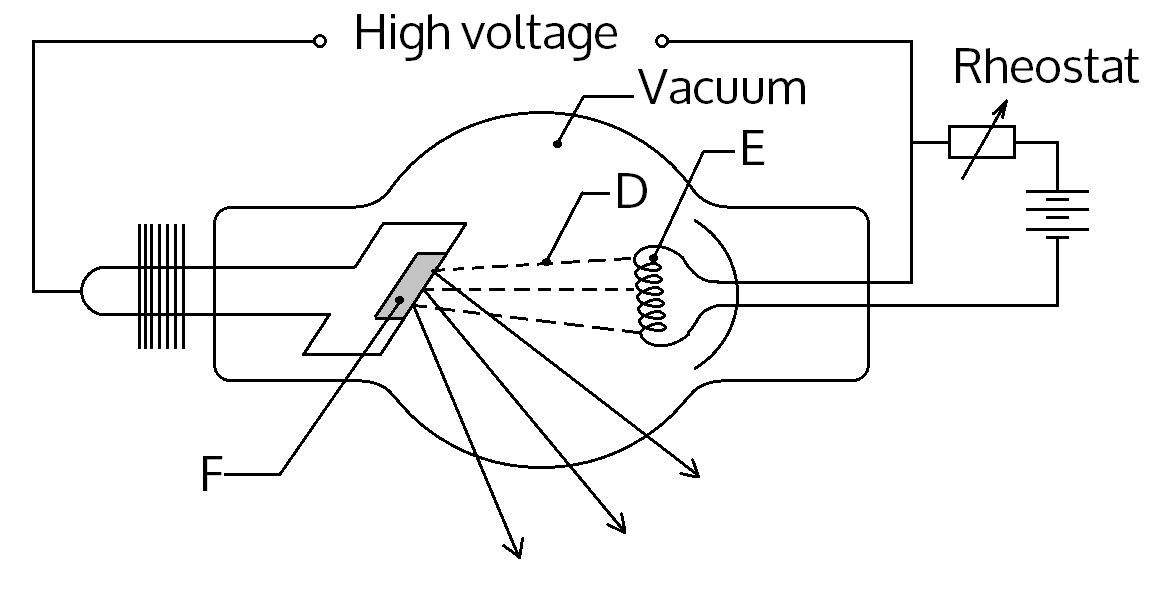 High voltage
Rheostat
Vacuum
E
D
F